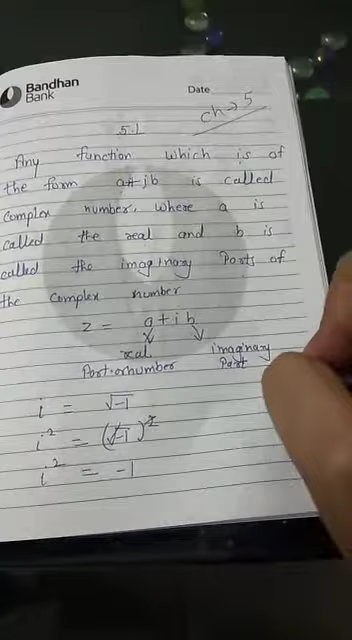 Bandhan
Bank
Date
ch → 5
5.1
Any function which is of
the form a+ib is called
complex number, where a is
called the real and b is
called the imaginary Parts of
the complex number
z = a+ib
real imaginary
Part or number Part
i = √-1
i² = (√-1)²
i² = -1